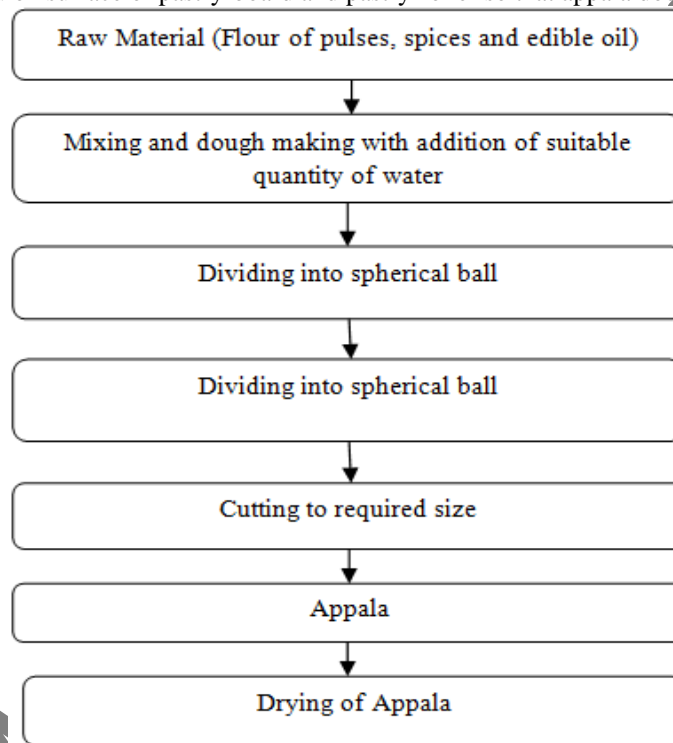 Raw Material (Flour of pulses, spices and edible oil)
Mixing and dough making with addition of suitable
quantity of water
Dividing into spherical ball
Dividing into spherical ball
Cutting to required size
Appala
Drying of Appala